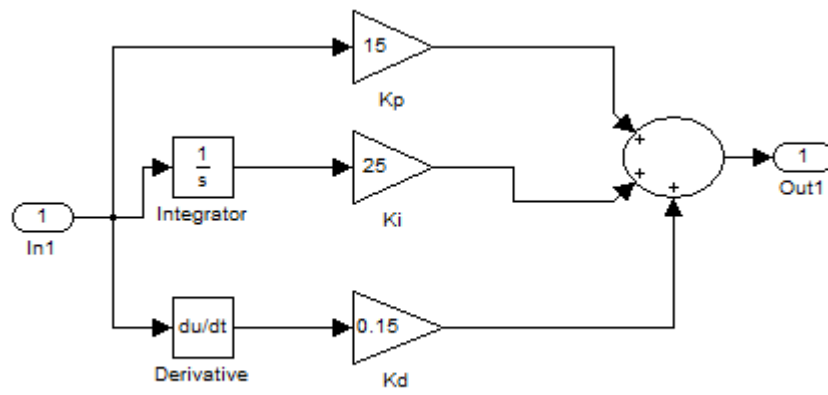 15
Kp
+
1
s
Integrator
25
Ki
+
+
1
Out1
1
In1
du/dt
Derivative
0.15
Kd